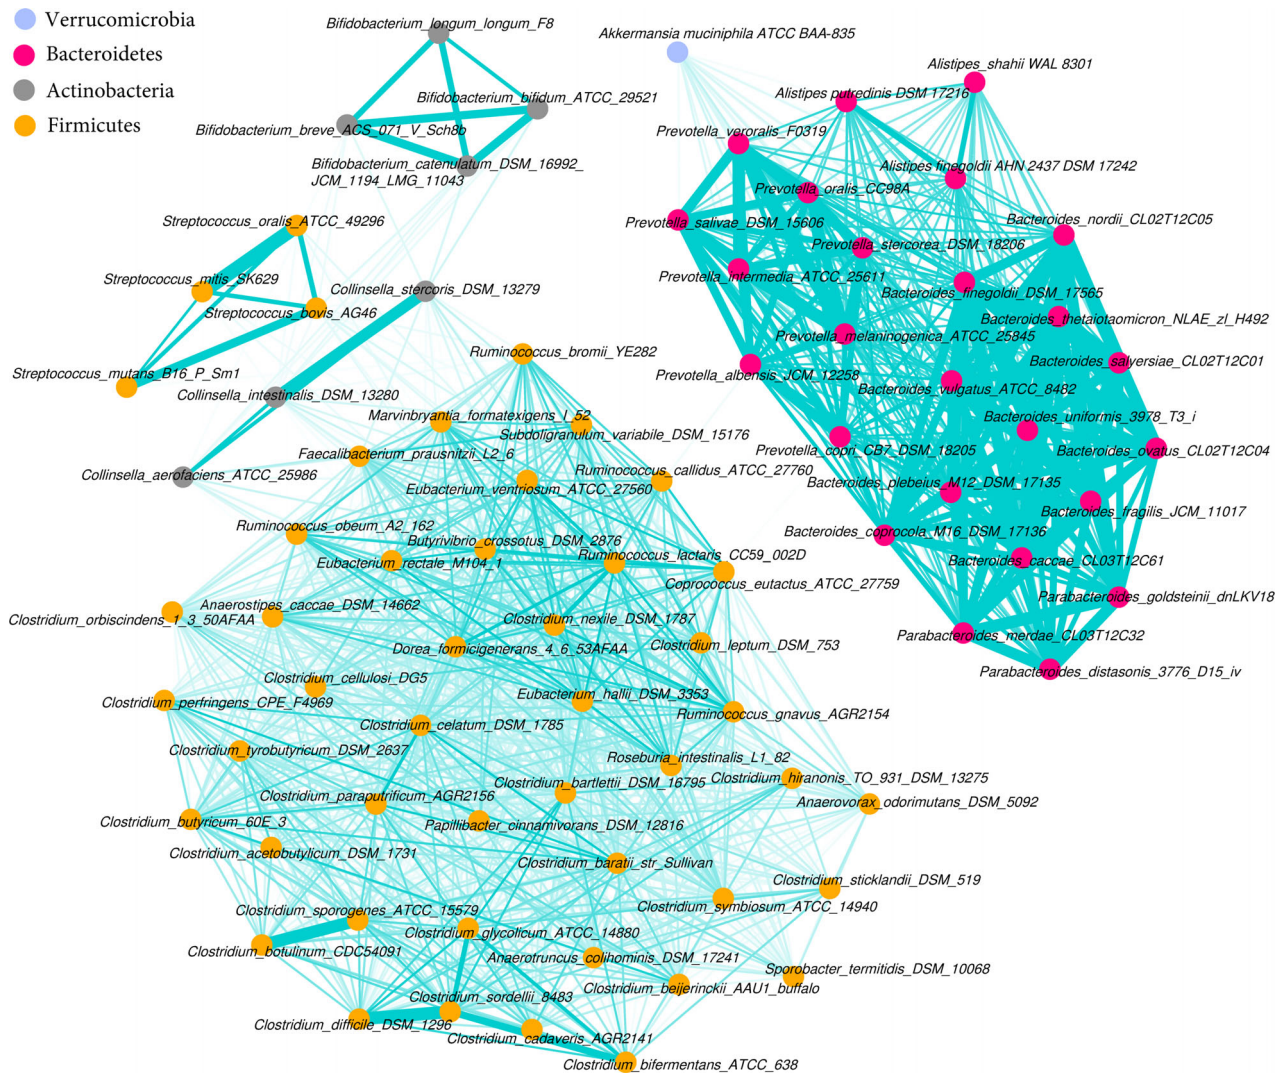 Verrucomicrobia
Bacteroidetes
Actinobacteria
Firmicutes
Bifidobacterium_longum_longum_F8
Bifidobacterium_bifidum_ATCC_29521
Bifidobacterium_breve_ACS_071_V_Sch8b
Bifidobacterium_catenulatum_DSM_16992_
JCM_1194_LMG_11043
Akkermansia muciniphila ATCC BAA-835
Alistipes_shahii WAL 8301
Alistipes putredinis DSM 17216
Prevotella_veroralis_F0319
Alistipes finegoldii AHN 2437 DSM 17242
Prevotella_oralis_CC98A
Prevotella_salivae_DSM_15606
Bacteroides_nordii_CL02T12C05
Prevotella_stercorea_DSM_18206
Prevotella_intermedia_ATCC_25611
Bacteroides_finegoldii_DSM_17565
Bacteroides_thetaiotaomicron_NLAE_zl_H492
Prevotella_melaninogenica_ATCC_25845
Bacteroides_salyersiae_CL02T12C01
Prevotella_albensis_JCM_12258
Bacteroides_vulgatus_ATCC_8482
Bacteroides_uniformis_3978_T3_i
Prevotella_copri_CB7_DSM_18205
Bacteroides_ovatus_CL02T12C04
Bacteroides_plebeius_M12_DSM_17135
Bacteroides_fragilis_JCM_11017
Bacteroides_coprocola_M16_DSM_17136
Bacteroides_caccae_CL03T12C61
Parabacteroides_goldsteinii_dnLKV18
Parabacteroides_merdae_CL03T12C32
Parabacteroides_distasonis_3776_D15_iv
Streptococcus_oralis_ATCC_49296
Streptococcus_mitis_SK629
Streptococcus_bovis_AG46
Streptococcus_mutans_B16_P_Sm1
Collinsella_stercoris_DSM_13279
Collinsella_intestinalis_DSM_13280
Collinsella_aerofaciens_ATCC_25986
Ruminococcus_bromii_YE282
Marvinbryantia_formatexigens_I_52
Subdoligranulum_variabile_DSM_15176
Faecalibacterium_prausnitzii_L2_6
Ruminococcus_callidus_ATCC_27760
Eubacterium_ventriosum_ATCC_27560
Ruminococcus_obeum_A2_162
Butyrivibrio_crossotus_DSM_2876
Eubacterium_rectale_M104_1
Ruminococcus_lactaris_CC59_002D
Coprococcus_eutactus_ATCC_27759
Anaerostipes_caccae_DSM_14662
Clostridium_orbiscindens_1_3_50AFAA
Clostridium_nexile_DSM_1787
Dorea_formicigenerans_4_6_53AFAA
Clostridium_leptum_DSM_753
Clostridium_cellulosi_DG5
Clostridium_perfringens_CPE_F4969
Eubacterium_hallii_DSM_3353
Ruminococcus_gnavus_AGR2154
Clostridium_celatum_DSM_1785
Clostridium_tyrobutyricum_DSM_2637
Roseburia_intestinalis_L1_82
Clostridium_bartlettii_DSM_16795
Clostridium_hiranonis_TO_931_DSM_13275
Clostridium_paraputrificum_AGR2156
Anaerovorax_odorimutans_DSM_5092
Clostridium_butyricum_60E_3
Papillibacter_cinnamivorans_DSM_12816
Clostridium_acetobutylicum_DSM_1731
Clostridium_baratii_str_Sullivan
Clostridium_sticklandii_DSM_519
Clostridium_symbiosum_ATCC_14940
Clostridium_sporogenes_ATCC_15579
Clostridium_glycolicum_ATCC_14880
Clostridium_botulinum_CDC54091
Anaerotruncus_colihominis_DSM_17241
Sporobacter_termitidis_DSM_10068
Clostridium_beijerinckii_AAU1_buffalo
Clostridium_sordellii_8483
Clostridium_difficile_DSM_1296
Clostridium_cadaveris_AGR2141
Clostridium_bifermentans_ATCC_638